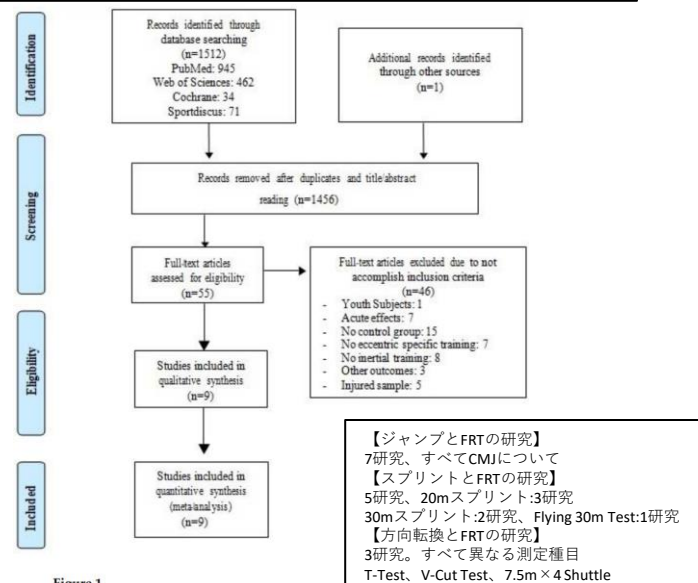 Identification
Records identified through
database searching
(n=1512)
PubMed: 945
Web of Sciences: 462
Cochrane: 34
Sportdiscus: 71
Additional records identified
through other sources
(n=1)
Screening
Records removed after duplicates and title/abstract
reading (n=1456)
Full-text articles
assessed for eligibility
(n=55)
Full-text articles excluded due to not
accomplish inclusion criteria
(n=46)
- Youth Subjects: 1
- Acute effects: 7
- No control group: 15
- No eccentric specific training: 7
- No inertial training: 8
- Other outcomes: 3
- Injured sample: 5
Eligibility
Studies included in
qualitative synthesis
(n=9)
Included
Studies included in
quantitative synthesis
(meta-analysis)
(n=9)
【ジャンプとFRTの研究】
7研究、すべてCMJについて
【スプリントとFRTの研究】
5研究、20mスプリント:3研究
30mスプリント:2研究、Flying 30m Test:1研究
【方向転換とFRTの研究】
3研究。すべて異なる測定種目
T-Test、V-Cut Test、7.5m×4 Shuttle
Figure 1